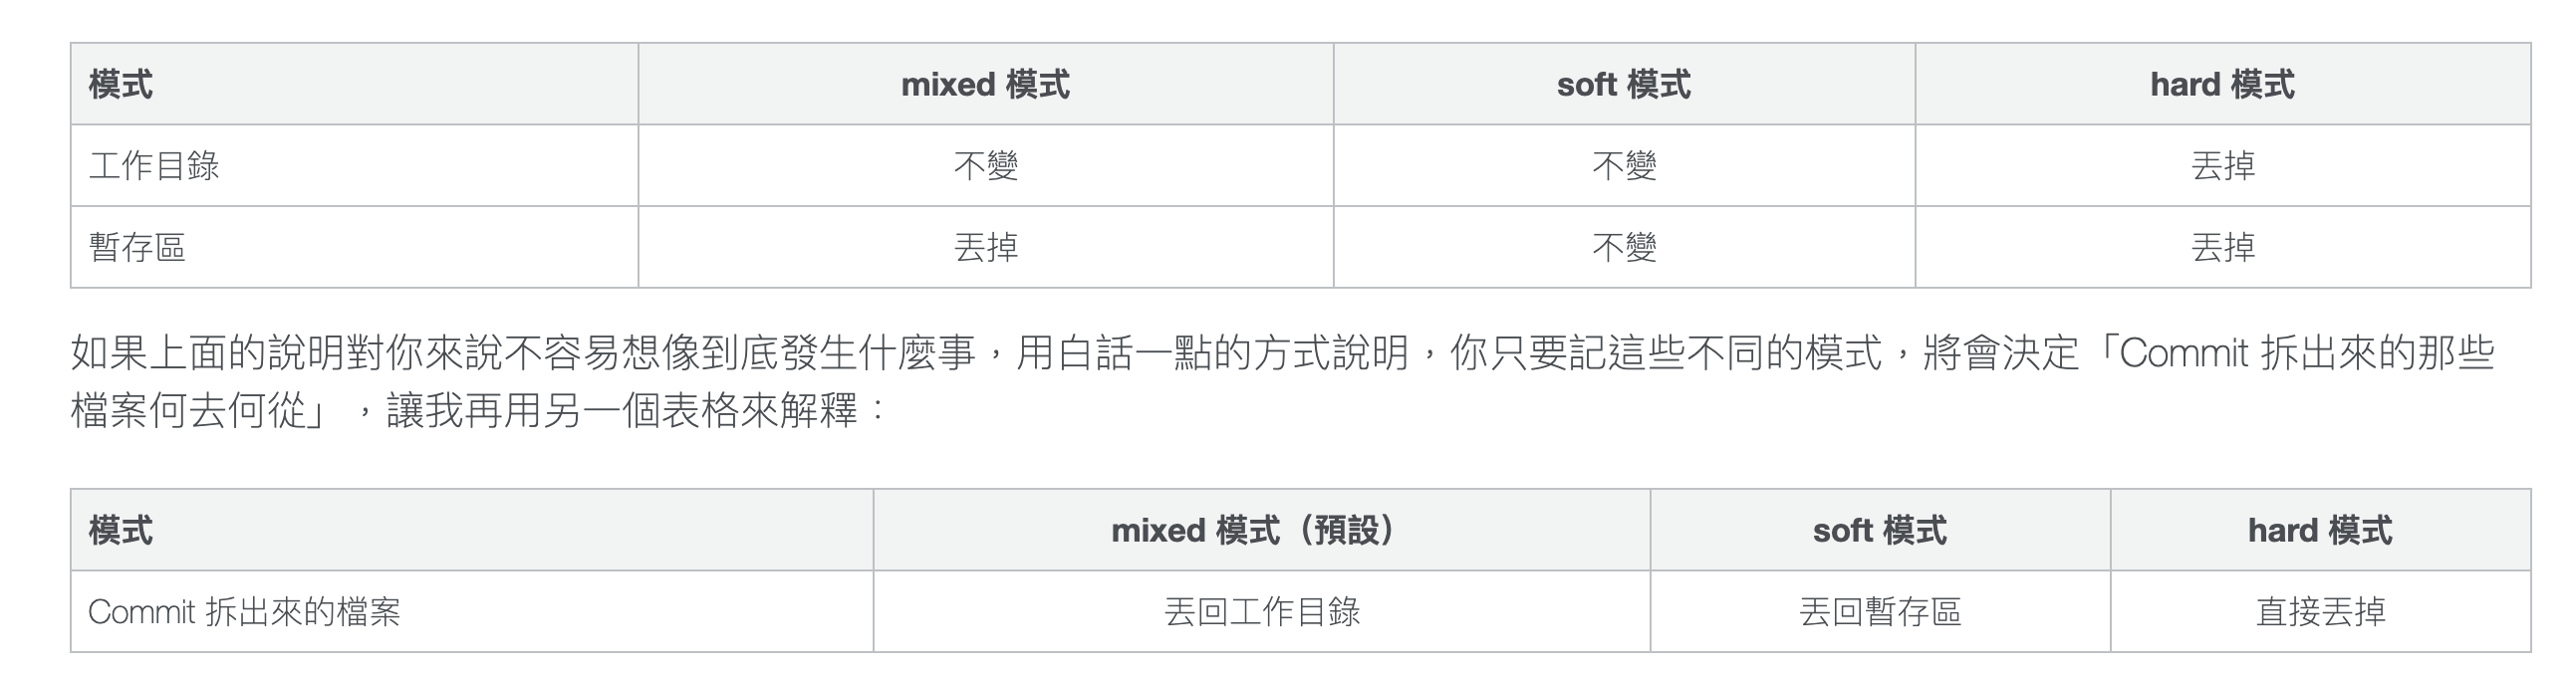 模式 mixed 模式 soft 模式 hard 模式
工作目錄 不變 不變 丟掉
暫存區 丟掉 不變 丟掉
如果上面的說明對你來說不容易想像到底發生什麼事，用白話一點的方式說明，你只要記這些不同的模式，將會決定「Commit 拆出來的那些
檔案何去何從」，讓我再用另一個表格來解釋：
模式 mixed 模式（預設） soft 模式 hard 模式
Commit 拆出來的檔案 丟回工作目錄 丟回暫存區 直接丟掉